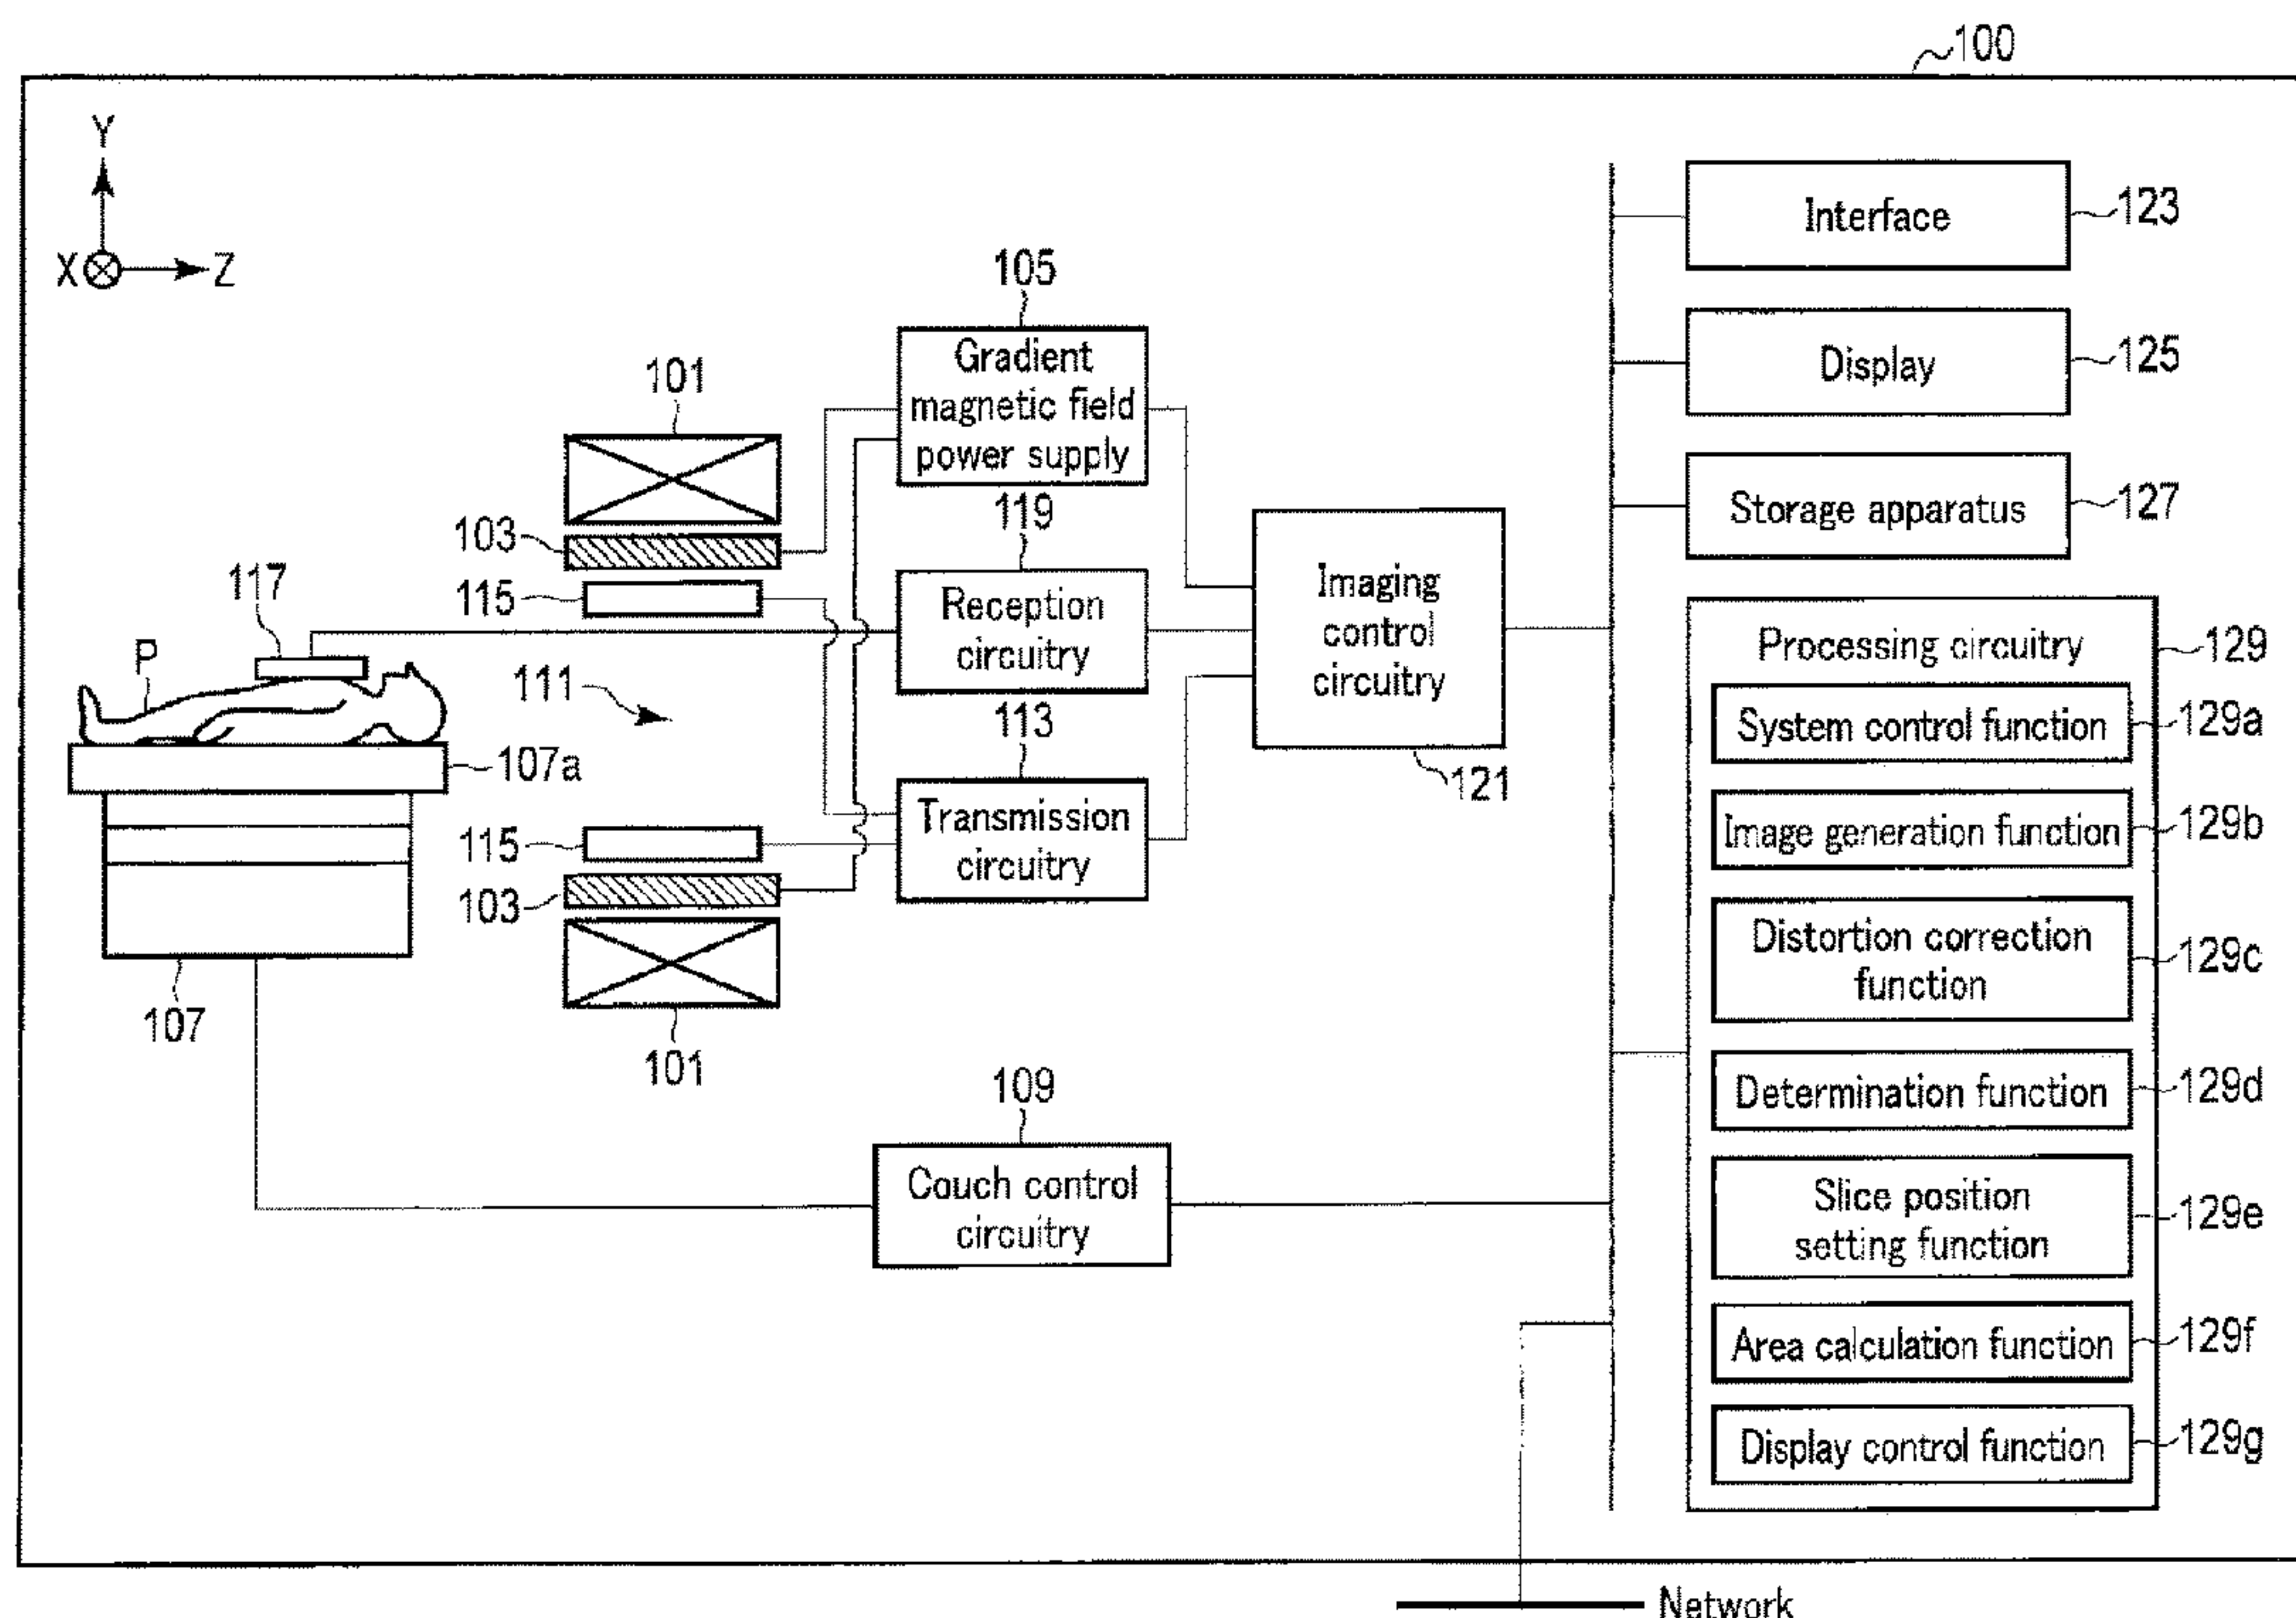 100
Y
X
Z
105
Gradient
magnetic field
power supply
101
103
115
117
P
111
107a
107
115
103
101
119
Reception
circuitry
113
Transmission
circuitry
Imaging
control
circuitry
121
109
Couch control
circuitry
Interface
123
Display
125
Storage apparatus
127
Processing circuitry
129
System control function
129a
Image generation function
129b
Distortion correction
function
129c
Determination function
129d
Slice position
setting function
129e
Area calculation function
129f
Display control function
129g
Network